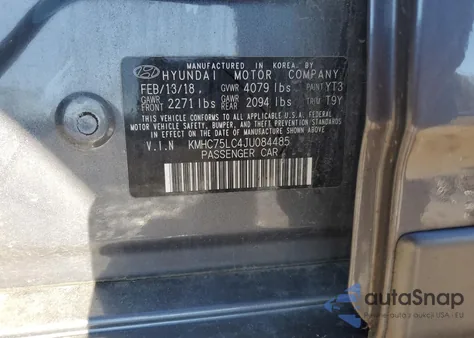 MANUFACTURED IN KOREA. BY
HYUNDAI MOTOR COMPANY
FEB/13/18 GVWR 4079 lbs PAINT YT3
GAWR FRONT 2271 lbs GAWR REAR 2094 lbs TRIM T9Y
THIS VEHICLE CONFORMS TO ALL APPLICABLE U.S.A FEDERAL
MOTOR VEHICLE SAFETY, BUMPER, AND THEFT PREVENTION
STANDARDS IN EFFECT ON THE DATE OF MANUFACTURE
SHOWN ABOVE.
V.I.N KMHC75LC4JU084485
PASSENGER CAR
autoSnap